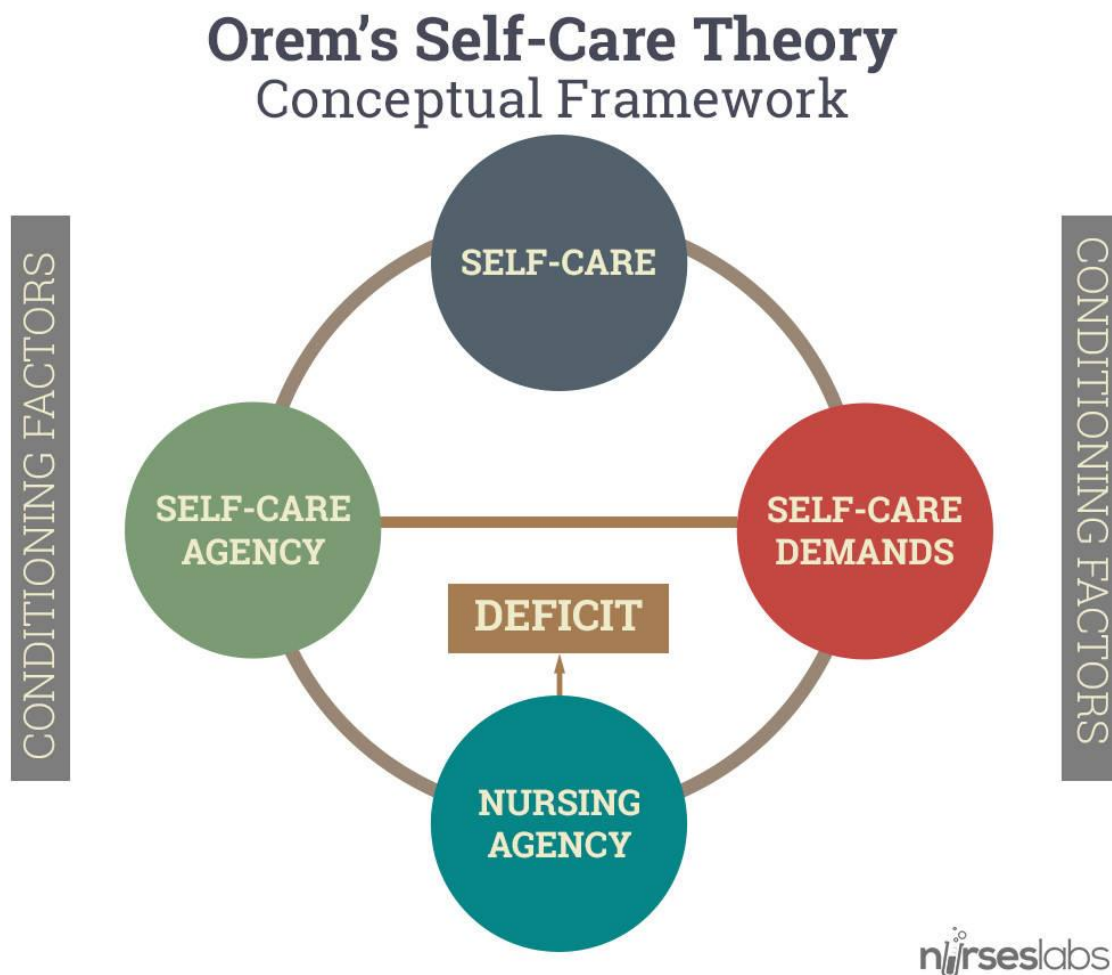 Orem’s Self-Care Theory
Conceptual Framework
CONDITIONING FACTORS
SELF-CARE
SELF-CARE
AGENCY
SELF-CARE
DEMANDS
DEFICIT
NURSING
AGENCY
CONDITIONING FACTORS
nurseslabs